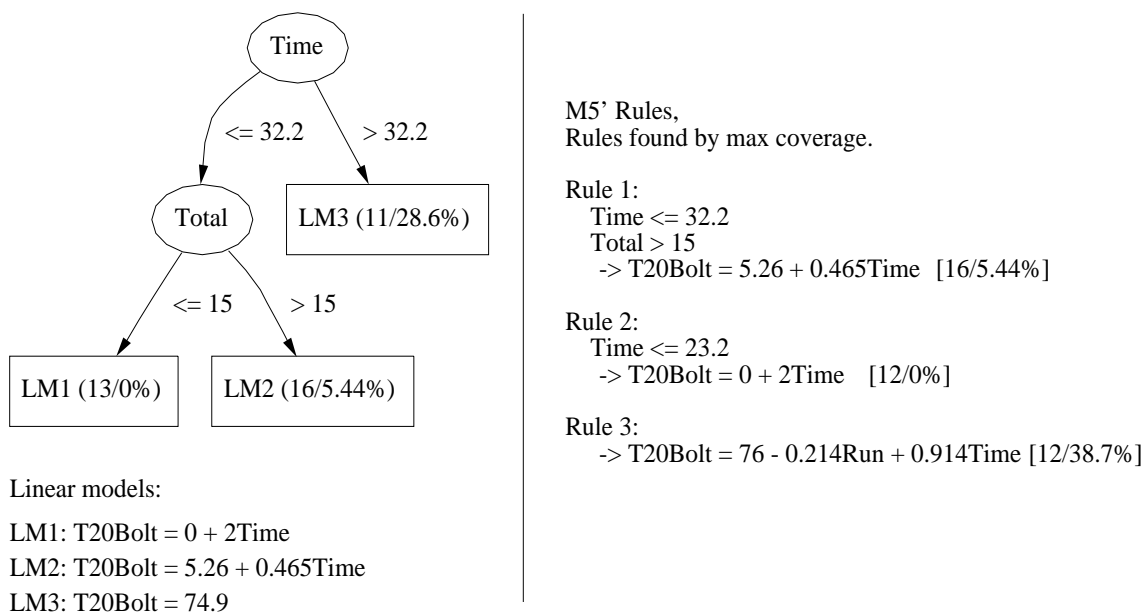 Time
<= 32.2
> 32.2
Total
LM3 (11/28.6%)
<= 15
> 15
LM1 (13/0%)
LM2 (16/5.44%)
Linear models:
LM1: T20Bolt = 0 + 2Time
LM2: T20Bolt = 5.26 + 0.465Time
LM3: T20Bolt = 74.9
M5' Rules,
Rules found by max coverage.
Rule 1:
Time <= 32.2
Total > 15
-> T20Bolt = 5.26 + 0.465Time [16/5.44%]
Rule 2:
Time <= 23.2
-> T20Bolt = 0 + 2Time [12/0%]
Rule 3:
-> T20Bolt = 76 - 0.214Run + 0.914Time [12/38.7%]